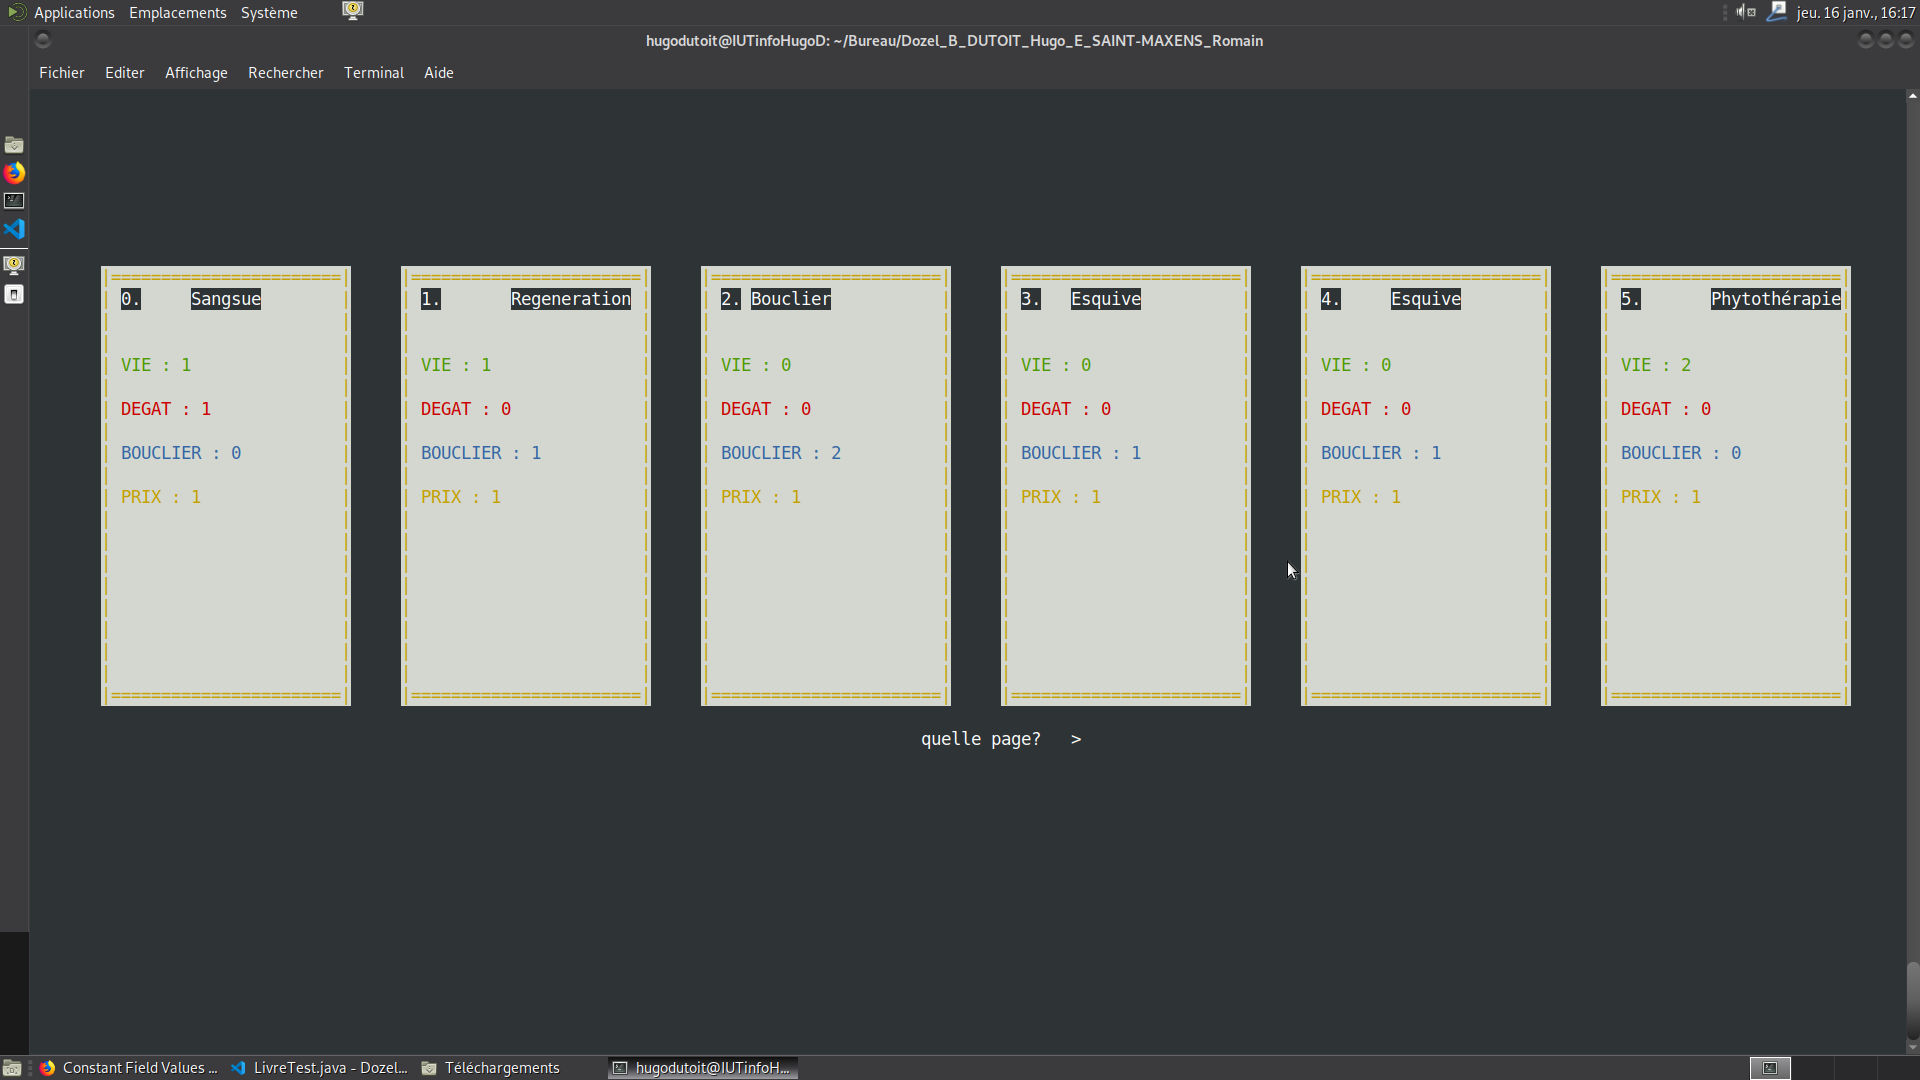 Applications Emplacements Système jeu. 16 janv., 16:17
hugodutoit@IUTinfoHugoD: ~/Bureau/Dozel_B_DUTOIT_Hugo_E_SAINT-MAXENS_Romain
Fichier Editer Affichage Rechercher Terminal Aide
|=======================| |=======================| |=======================| |=======================| |=======================| |=======================|
0. Sangsue 1. Regeneration 2. Bouclier 3. Esquive 4. Esquive 5. Phytothérapie
VIE : 1 VIE : 1 VIE : 0 VIE : 0 VIE : 0 VIE : 2
DEGAT : 1 DEGAT : 0 DEGAT : 0 DEGAT : 0 DEGAT : 0 DEGAT : 0
BOUCLIER : 0 BOUCLIER : 1 BOUCLIER : 2 BOUCLIER : 1 BOUCLIER : 1 BOUCLIER : 0
PRIX : 1 PRIX : 1 PRIX : 1 PRIX : 1 PRIX : 1 PRIX : 1
|=======================| |=======================| |=======================| |=======================| |=======================| |=======================|
quelle page? >
Constant Field Values ... LivreTest.java - Dozel... Téléchargements hugodutoit@IUTinfoH...